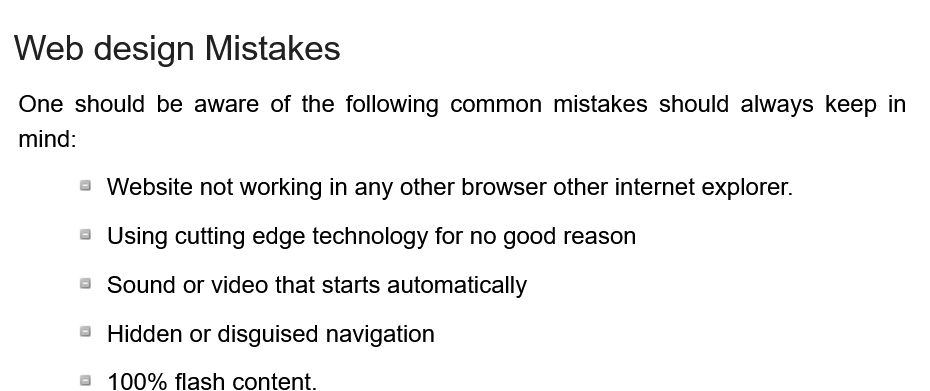 Web design Mistakes
One should be aware of the following common mistakes should always keep in
mind:
Website not working in any other browser other internet explorer.
Using cutting edge technology for no good reason
Sound or video that starts automatically
Hidden or disguised navigation
100% flash content.